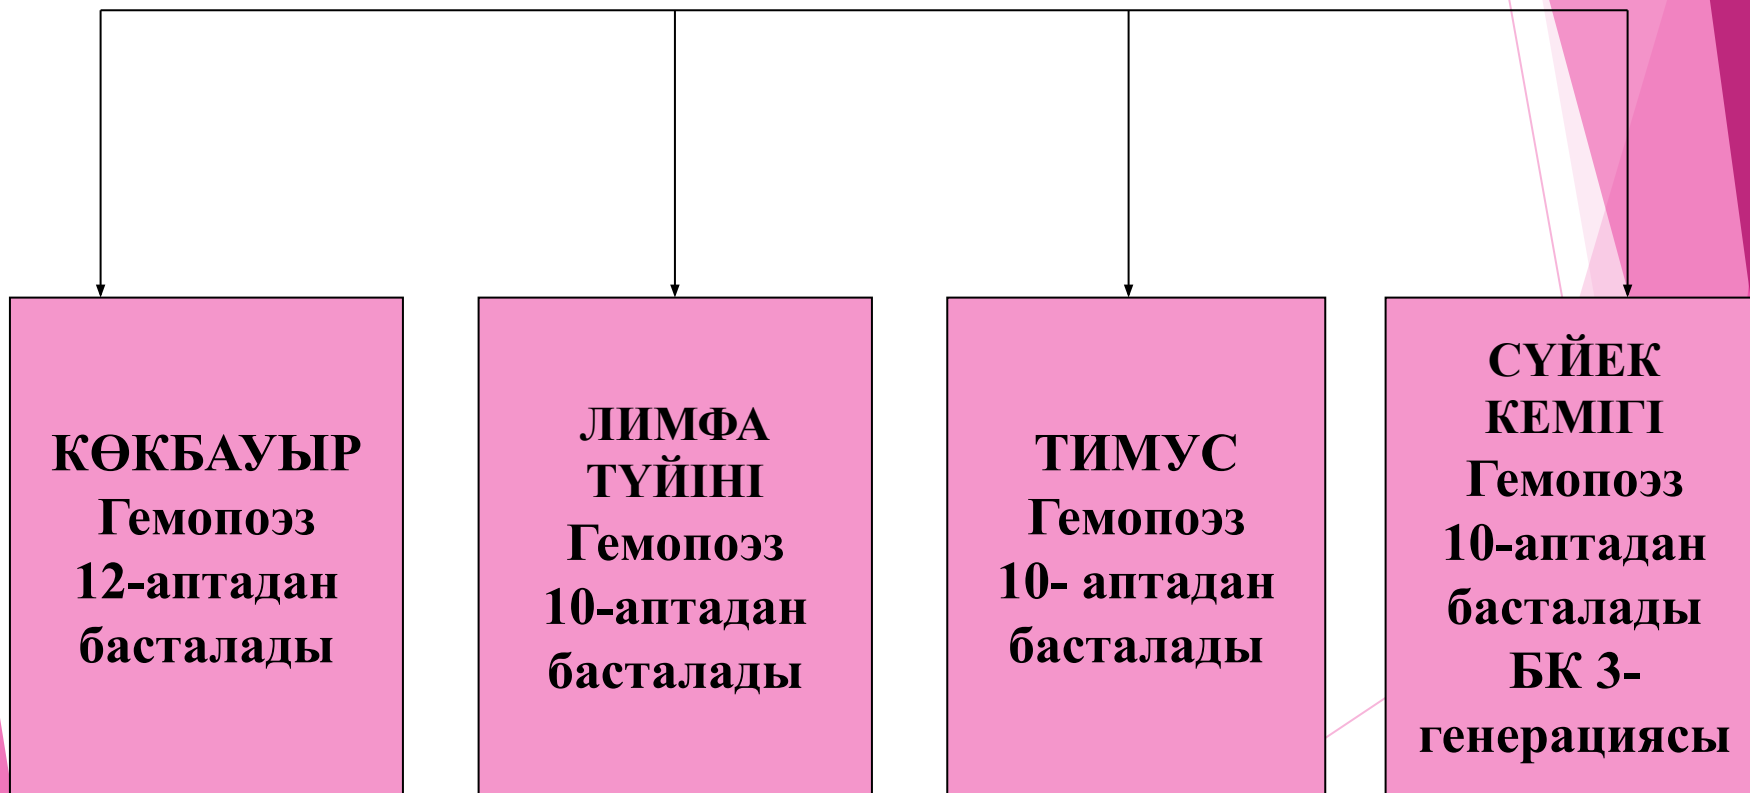 КӨКБАУЫР
Гемопоэз
12-аптадан
басталады
ЛИМФА
ТҮЙІНІ
Гемопоэз
10-аптадан
басталады
ТИМУС
Гемопоэз
10- аптадан
басталады
СҮЙЕК
КЕМІГІ
Гемопоэз
10-аптадан
басталады
БК 3-
генерациясы